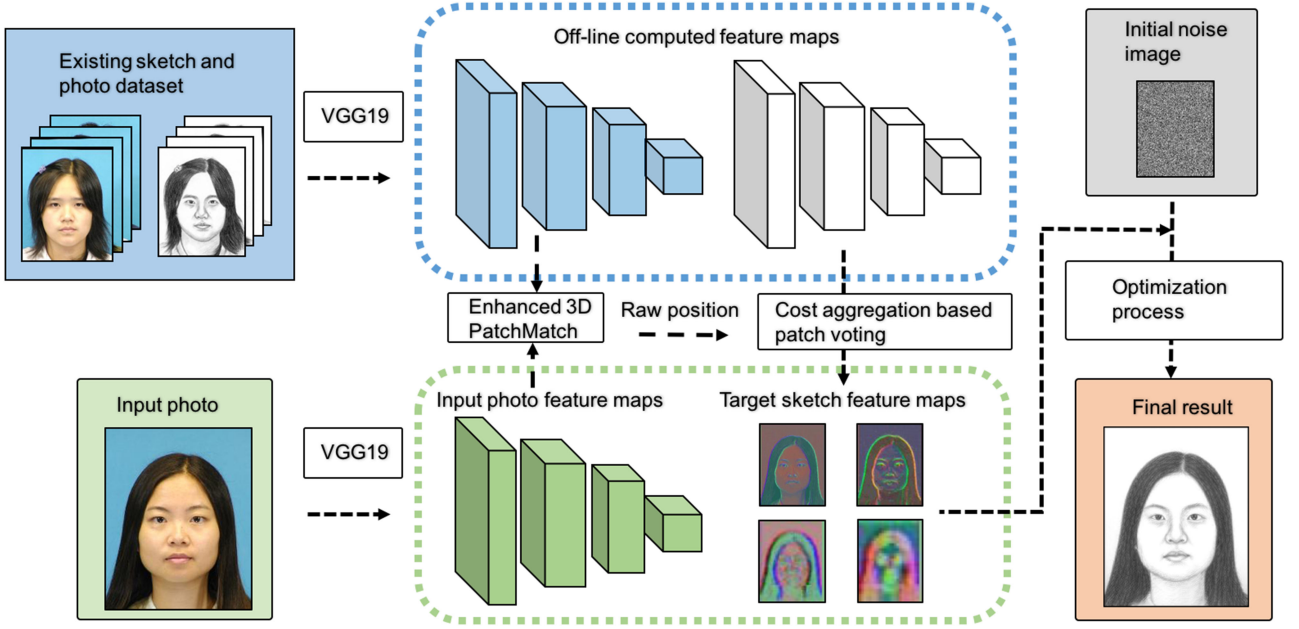 Existing sketch and
photo dataset
VGG19
Off-line computed feature maps
Initial noise
image
Enhanced 3D
PatchMatch
Raw position
Cost aggregation based
patch voting
Optimization
process
Input photo
VGG19
Input photo feature maps
Target sketch feature maps
Final result